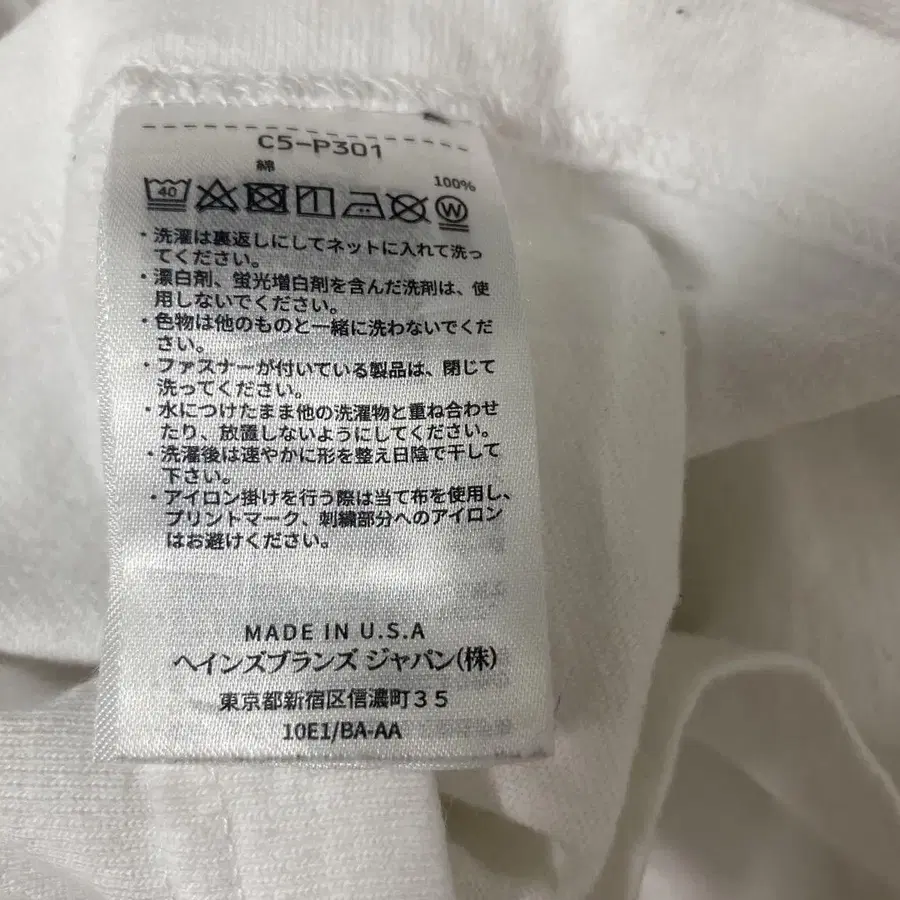 C5-P301
綿 100%
40 W
・洗濯は裏返しにしてネットに入れて洗っ
てください。
・漂白剤、蛍光増白剤を含んだ洗剤は、使
用しないでください。
・色物は他のものと一緒に洗わないでくだ
さい。
・ファスナーが付いている製品は、閉じて
洗ってください。
・水につけたまま他の洗濯物と重ね合わせ
たり、放置しないようにしてください。
・洗濯後は速やかに形を整え日陰で干して
下さい。
・アイロン掛けを行う際は当て布を使用し、
プリントマーク、刺繍部分へのアイロン
はお避けください。
MADE IN U.S.A
ヘインズブランズ ジャパン(株)
東京都新宿区信濃町35
10E1/BA-AA